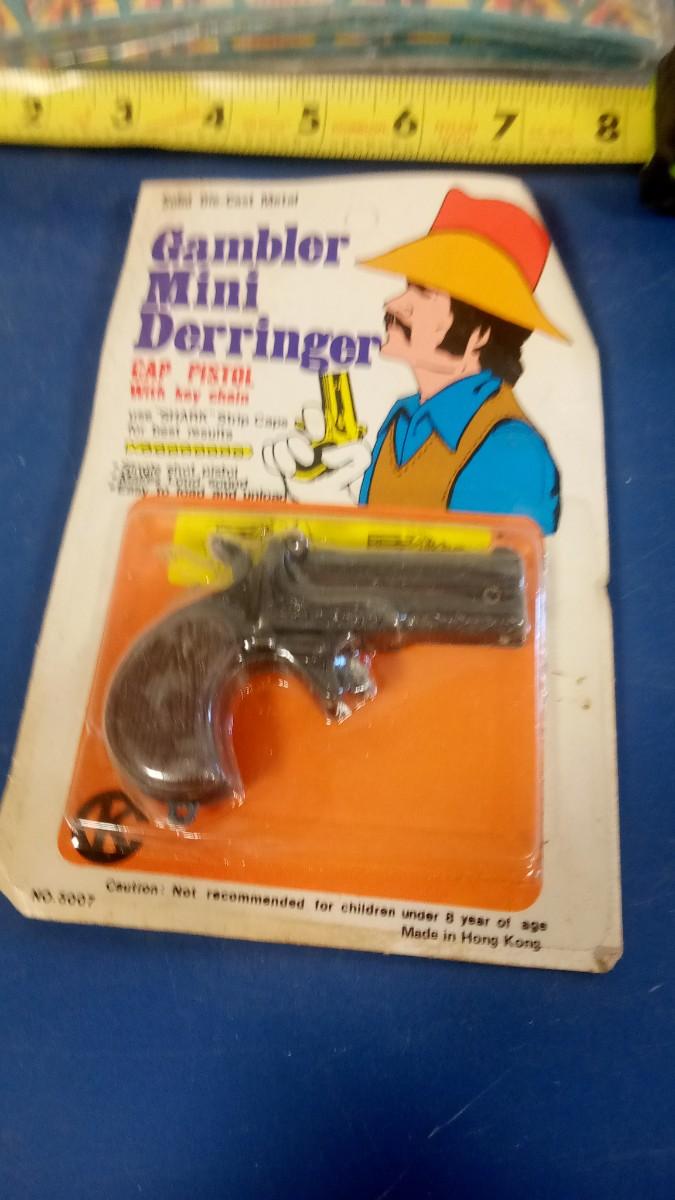 2 3 4 5 6 7 8
Solid Die-Cast Metal
Gambler
Mini
Derringer
CAP PISTOL
With key chain
use "SHARK" Strip Caps
for best results
Single shot pistol
loud sound
Easy to load and unload
NO. 5007
Caution: Not recommended for children under 8 year of age
Made in Hong Kong